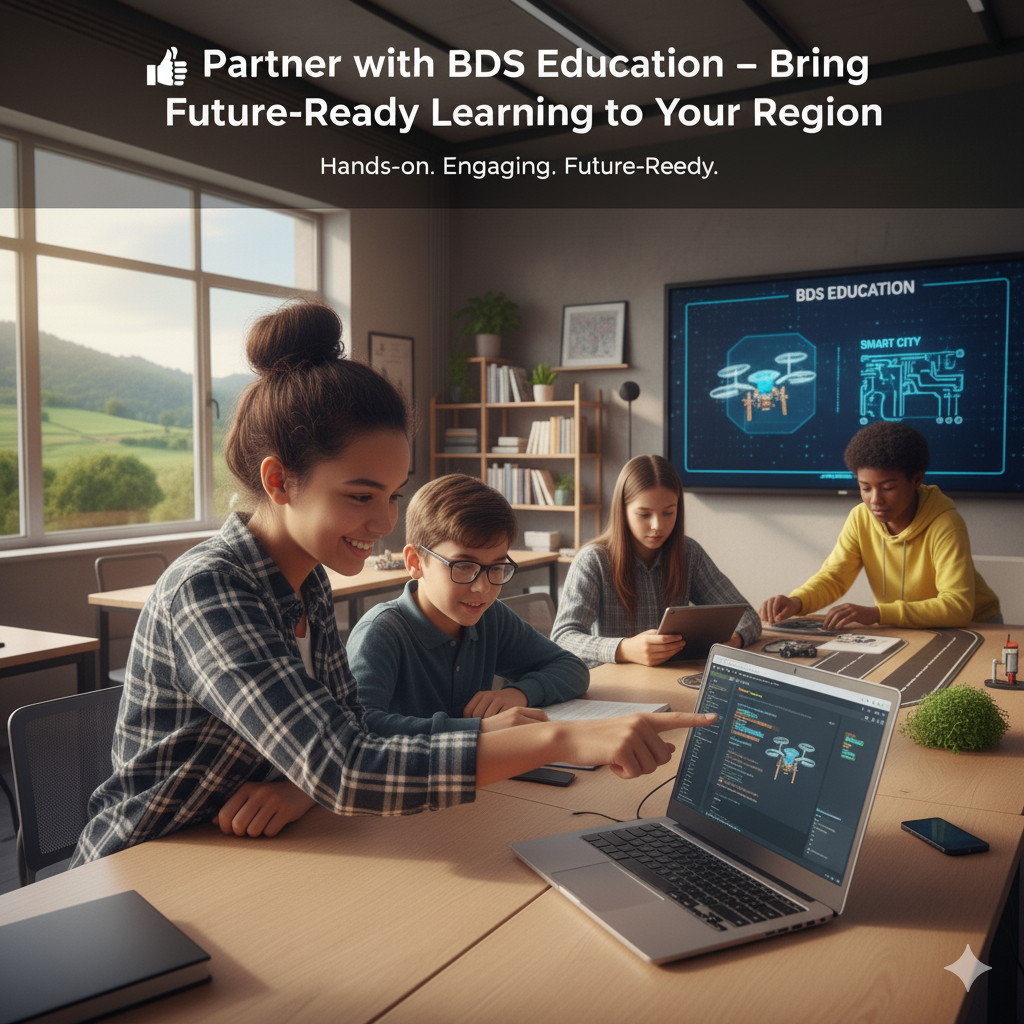 👍 Partner with BDS Education – Bring
Future-Ready Learning to Your Region
Hands-on. Engaging. Future-Reedy.
BDS EDUCATION
SMART CITY